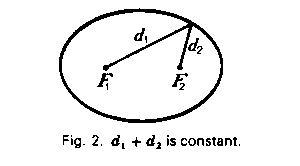 d₁
d₂
F₁
F₂
Fig. 2. d₁ + d₂ is constant.